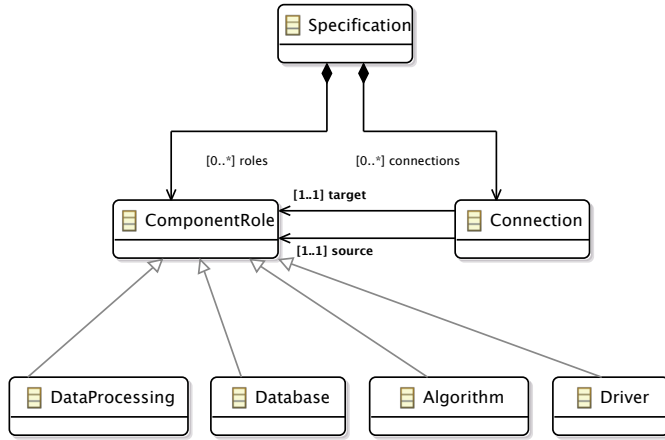 Specification
[0..*] roles
[0..*] connections
[1..1] target
ComponentRole
Connection
[1..1] source
DataProcessing
Database
Algorithm
Driver